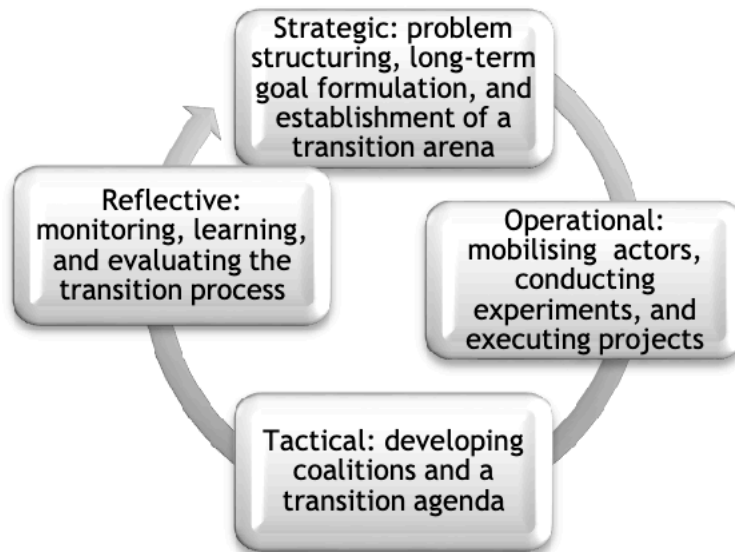 Strategic: problem
structuring, long-term
goal formulation, and
establishment of a
transition arena
Operational:
mobilising  actors,
conducting
experiments, and
executing projects
Tactical: developing
coalitions and a
transition agenda
Reflective:
monitoring, learning,
and evaluating the
transition process